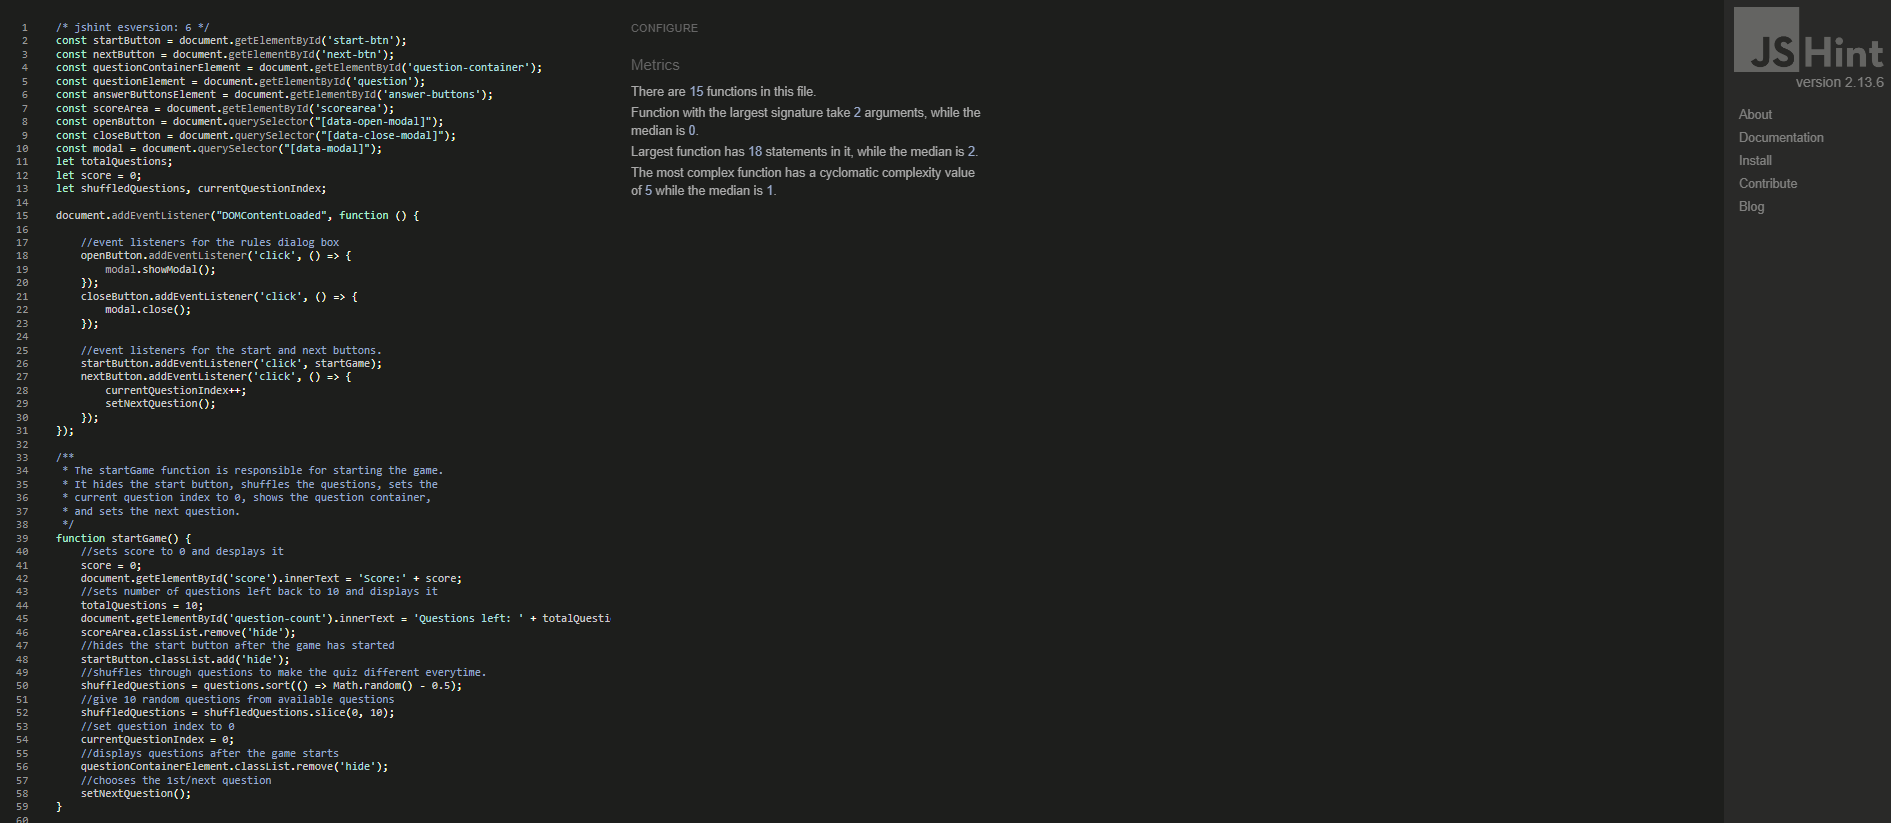 1 /* jshint esversion: 6 */
2 const startButton = document.getElementById('start-btn');
3 const nextButton = document.getElementById('next-btn');
4 const questionContainerElement = document.getElementById('question-container');
5 const questionElement = document.getElementById('question');
6 const answerButtonsElement = document.getElementById('answer-buttons');
7 const scoreArea = document.getElementById('scorearea');
8 const openButton = document.querySelector("[data-open-modal]");
9 const closeButton = document.querySelector("[data-close-modal]");
10 const modal = document.querySelector("[data-modal]");
11 let totalQuestions;
12 let score = 0;
13 let shuffledQuestions, currentQuestionIndex;
14
15 document.addEventListener("DOMContentLoaded", function () {
16
17 //event listeners for the rules dialog box
18 openButton.addEventListener('click', () => {
19 modal.showModal();
20 });
21 closeButton.addEventListener('click', () => {
22 modal.close();
23 });
24
25 //event listeners for the start and next buttons.
26 startButton.addEventListener('click', startGame);
27 nextButton.addEventListener('click', () => {
28 currentQuestionIndex++;
29 setNextQuestion();
30 });
31 });
32
33 /**
34 * The startGame function is responsible for starting the game.
35 * It hides the start button, shuffles the questions, sets the
36 * current question index to 0, shows the question container,
37 * and sets the next question.
38 */
39 function startGame() {
40 //sets score to 0 and desplays it
41 score = 0;
42 document.getElementById('score').innerText = 'Score:' + score;
43 //sets number of questions left back to 10 and displays it
44 totalQuestions = 10;
45 document.getElementById('question-count').innerText = 'Questions left: ' + totalQuesti
46 scoreArea.classList.remove('hide');
47 //hides the start button after the game has started
48 startButton.classList.add('hide');
49 //shuffles through questions to make the quiz different everytime.
50 shuffledQuestions = questions.sort(() => Math.random() - 0.5);
51 //give 10 random questions from available questions
52 shuffledQuestions = shuffledQuestions.slice(0, 10);
53 //set question index to 0
54 currentQuestionIndex = 0;
55 //displays questions after the game starts
56 questionContainerElement.classList.remove('hide');
57 //chooses the 1st/next question
58 setNextQuestion();
59 }
60
CONFIGURE
Metrics
There are 15 functions in this file.
Function with the largest signature take 2 arguments, while the
median is 0.
Largest function has 18 statements in it, while the median is 2.
The most complex function has a cyclomatic complexity value
of 5 while the median is 1.
JSHint
version 2.13.6
About
Documentation
Install
Contribute
Blog